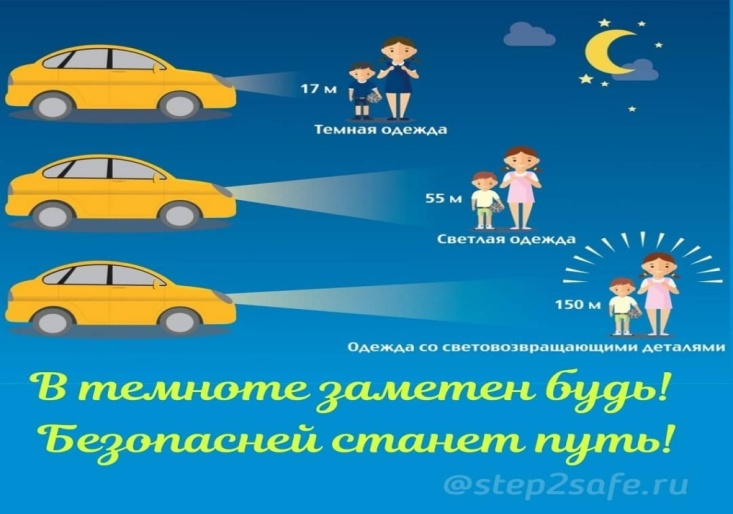 17 м
Темная одежда
55 м
Светлая одежда
150 м
Одежда со световозвращающими деталями
В темноте заметен будь!
Безопасней станет путь!
@step2safe.ru